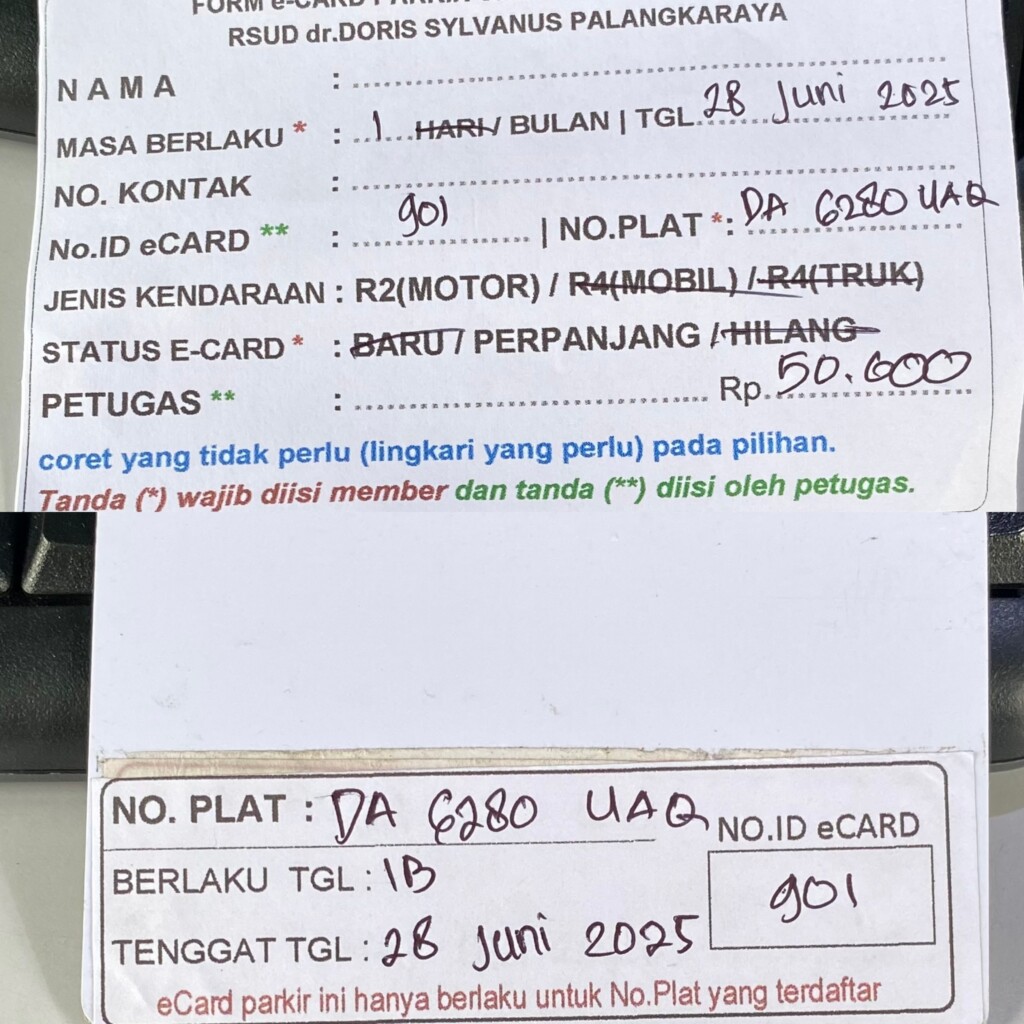 FORM e-CARD
RSUD dr.DORIS SYLVANUS PALANGKARAYA
N A M A : ........................
MASA BERLAKU * : ..1... HARI / BULAN | TGL. 28 Juni 2025
NO. KONTAK : ........................
No.ID eCARD ** : 901 | NO.PLAT *: DA 6280 UAQ
JENIS KENDARAAN : R2(MOTOR) / R4(MOBIL) / R4(TRUK)
STATUS E-CARD * : BARU / PERPANJANG / HILANG
PETUGAS ** : ........................ Rp. 50.000
coret yang tidak perlu (lingkari yang perlu) pada pilihan.
Tanda (*) wajib diisi member dan tanda (**) diisi oleh petugas.
NO. PLAT : DA 6280 UAQ
NO.ID eCARD
BERLAKU TGL : 1B
901
TENGGAT TGL : 28 Juni 2025
eCard parkir ini hanya berlaku untuk No.Plat yang terdaftar